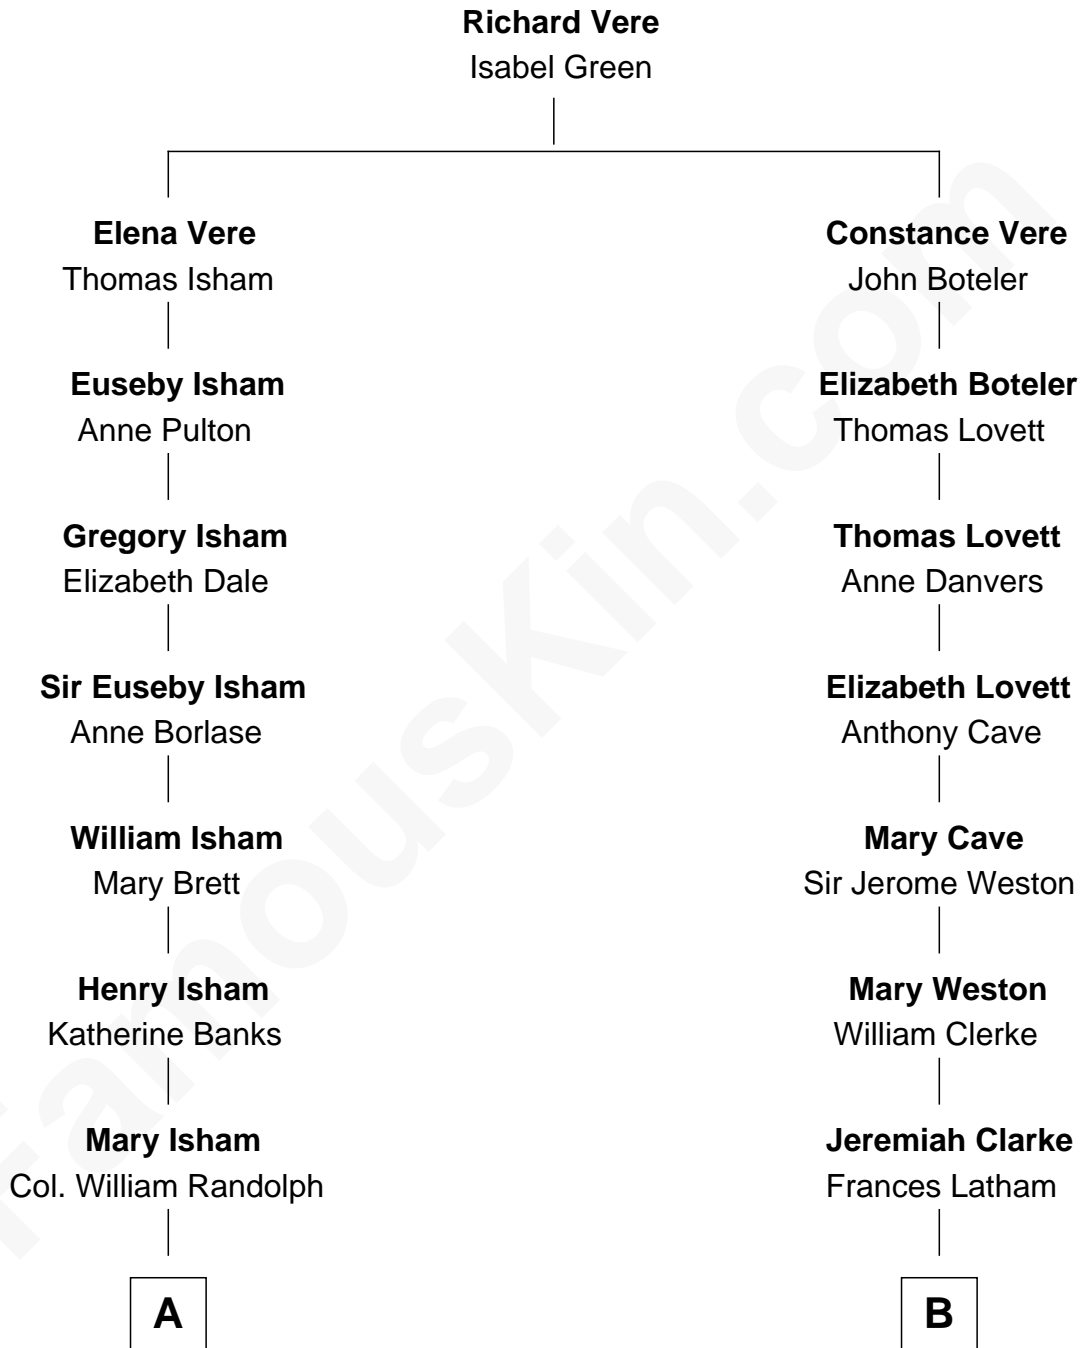 Richard Vere
Isabel Green
Elena Vere
Thomas Isham
Constance Vere
John Boteler
Euseby Isham
Anne Pulton
Elizabeth Boteler
Thomas Lovett
Gregory Isham
Elizabeth Dale
Thomas Lovett
Anne Danvers
Sir Euseby Isham
Anne Borlase
Elizabeth Lovett
Anthony Cave
William Isham
Mary Brett
Mary Cave
Sir Jerome Weston
Henry Isham
Katherine Banks
Mary Weston
William Clerke
Mary Isham
Col. William Randolph
Jeremiah Clarke
Frances Latham
A
B
FamousKin.com